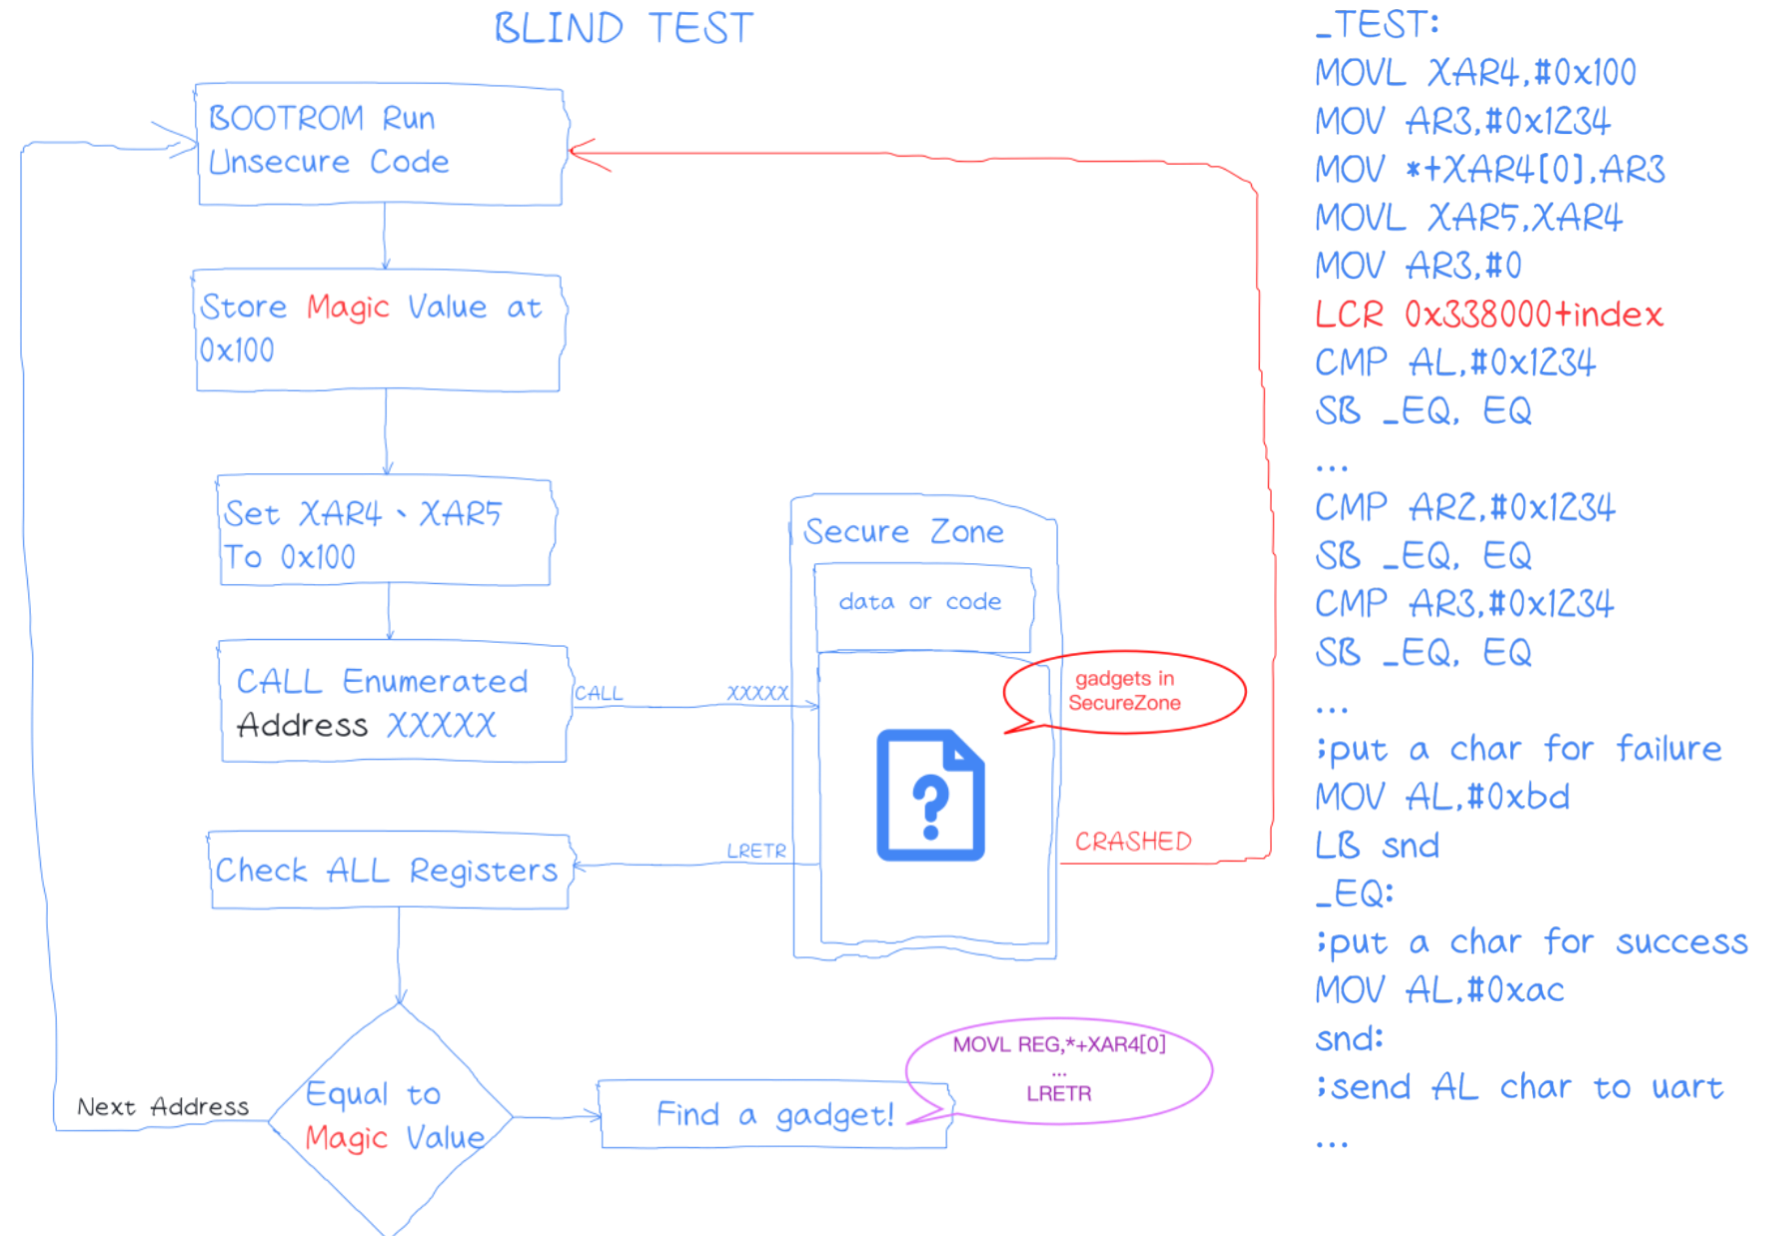 BLIND TEST
BOOTROM Run
Unsecure Code
Store Magic Value at
0x100
Set XAR4、XAR5
To 0x100
CALL Enumerated
Address XXXXX
CALL
XXXXX
Secure Zone
data or code
gadgets in
SecureZone
LRETR
CRASHED
Check ALL Registers
Equal to
Magic Value
Next Address
Find a gadget!
MOVL REG,*+XAR4[0]
...
LRETR
_TEST:
MOVL XAR4,#0x100
MOV AR3,#0x1234
MOV *+XAR4[0],AR3
MOVL XAR5,XAR4
MOV AR3,#0
LCR 0x338000+index
CMP AL,#0x1234
SB _EQ, EQ
...
CMP AR2,#0x1234
SB _EQ, EQ
CMP AR3,#0x1234
SB _EQ, EQ
...
;put a char for failure
MOV AL,#0xbd
LB snd
_EQ:
;put a char for success
MOV AL,#0xac
snd:
;send AL char to uart
...